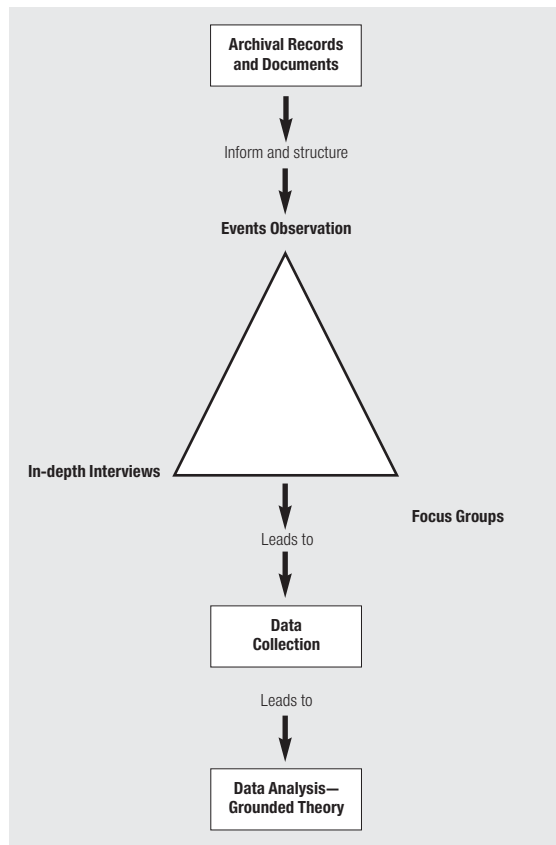 Archival Records
and Documents
Inform and structure
Events Observation
In-depth Interviews
Focus Groups
Leads to
Data
Collection
Leads to
Data Analysis—
Grounded Theory